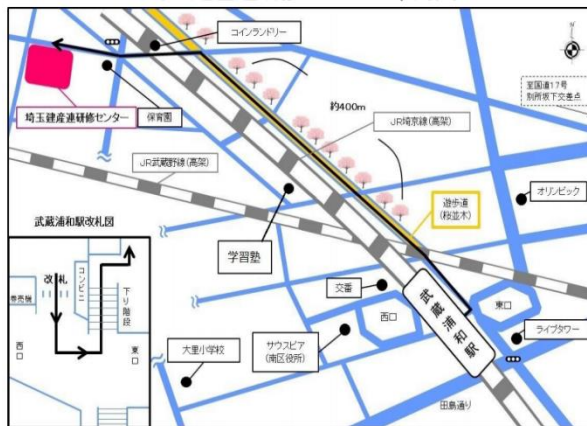 コインランドリー
至国道17号
別所坂下交差点
約400m
JR埼京線(高架)
埼玉建産連研修センター
保育園
JR武蔵野線(高架)
オリンピック
遊歩道
(桜並木)
武蔵浦和駅改札図
学習塾
改札
コンビニ
券売機
下り階段
西口
東口
交番
武蔵浦和駅
西口
東口
サウスピア
(南区役所)
ライブタワー
大里小学校
田島通り